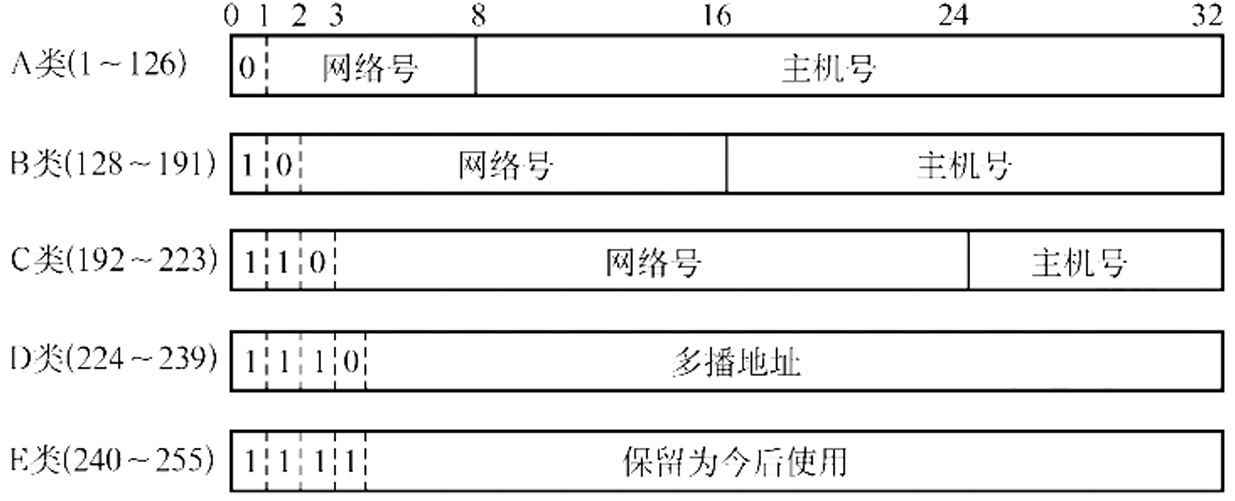 0 1 2 3 8 16 24 32
A类(1～126) 0 网络号 主机号
B类(128～191) 1 0 网络号 主机号
C类(192～223) 1 1 0 网络号 主机号
D类(224～239) 1 1 1 0 多播地址
E类(240～255) 1 1 1 1 保留为今后使用